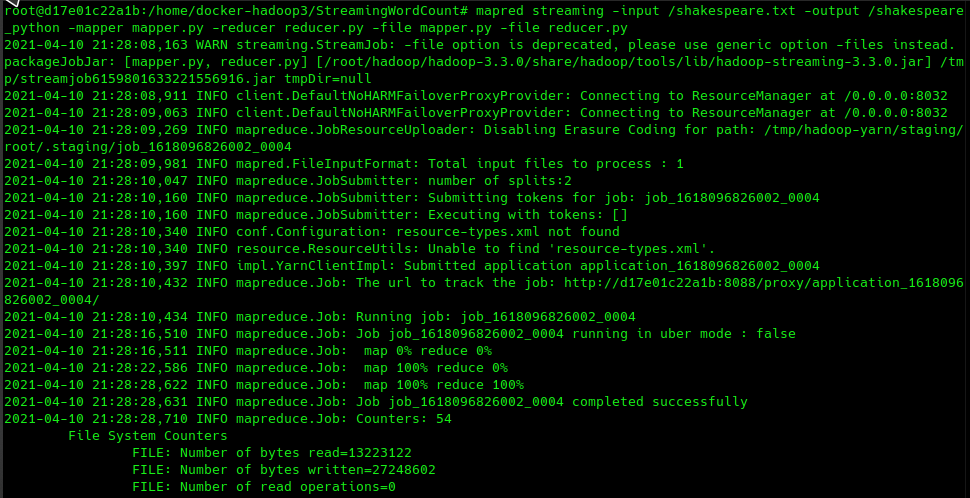 root@d17e01c22a1b:/home/docker-hadoop3/StreamingWordCount# mapred streaming -input /shakespeare.txt -output /shakespeare
_python -mapper mapper.py -reducer reducer.py -file mapper.py -file reducer.py
2021-04-10 21:28:08,163 WARN streaming.StreamJob: -file option is deprecated, please use generic option -files instead.
packageJobJar: [mapper.py, reducer.py] [/root/hadoop/hadoop-3.3.0/share/hadoop/tools/lib/hadoop-streaming-3.3.0.jar] /tm
p/streamjob6159801633221556916.jar tmpDir=null
2021-04-10 21:28:08,911 INFO client.DefaultNoHARMFailoverProxyProvider: Connecting to ResourceManager at /0.0.0.0:8032
2021-04-10 21:28:09,063 INFO client.DefaultNoHARMFailoverProxyProvider: Connecting to ResourceManager at /0.0.0.0:8032
2021-04-10 21:28:09,269 INFO mapreduce.JobResourceUploader: Disabling Erasure Coding for path: /tmp/hadoop-yarn/staging/
root/.staging/job_1618096826002_0004
2021-04-10 21:28:09,981 INFO mapred.FileInputFormat: Total input files to process : 1
2021-04-10 21:28:10,047 INFO mapreduce.JobSubmitter: number of splits:2
2021-04-10 21:28:10,160 INFO mapreduce.JobSubmitter: Submitting tokens for job: job_1618096826002_0004
2021-04-10 21:28:10,160 INFO mapreduce.JobSubmitter: Executing with tokens: []
2021-04-10 21:28:10,340 INFO conf.Configuration: resource-types.xml not found
2021-04-10 21:28:10,340 INFO resource.ResourceUtils: Unable to find 'resource-types.xml'.
2021-04-10 21:28:10,397 INFO impl.YarnClientImpl: Submitted application application_1618096826002_0004
2021-04-10 21:28:10,432 INFO mapreduce.Job: The url to track the job: http://d17e01c22a1b:8088/proxy/application_1618096
826002_0004/
2021-04-10 21:28:10,434 INFO mapreduce.Job: Running job: job_1618096826002_0004
2021-04-10 21:28:16,510 INFO mapreduce.Job: Job job_1618096826002_0004 running in uber mode : false
2021-04-10 21:28:16,511 INFO mapreduce.Job:  map 0% reduce 0%
2021-04-10 21:28:22,586 INFO mapreduce.Job:  map 100% reduce 0%
2021-04-10 21:28:28,622 INFO mapreduce.Job:  map 100% reduce 100%
2021-04-10 21:28:28,631 INFO mapreduce.Job: Job job_1618096826002_0004 completed successfully
2021-04-10 21:28:28,710 INFO mapreduce.Job: Counters: 54
File System Counters
FILE: Number of bytes read=13223122
FILE: Number of bytes written=27248602
FILE: Number of read operations=0